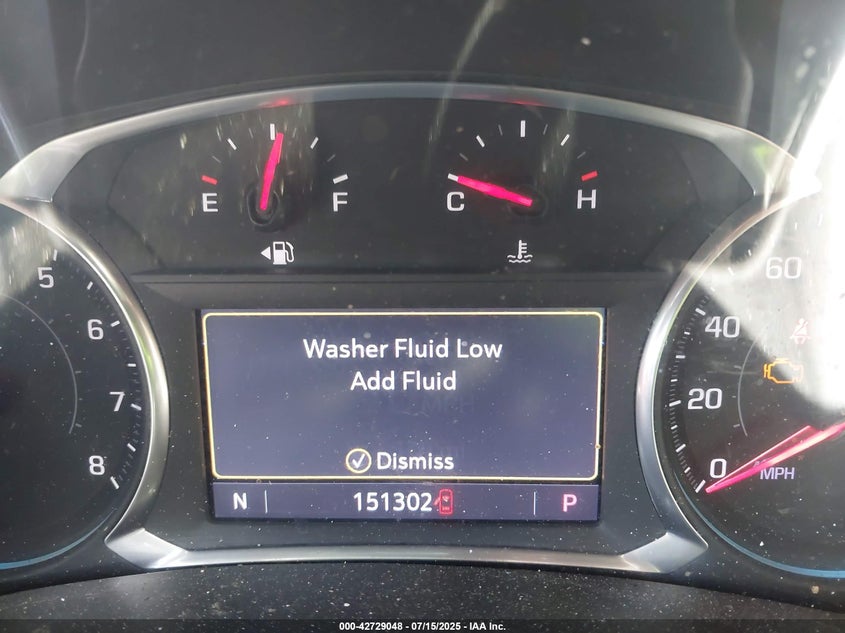 E F
C H
5
6
7
8
60
40
20
0
MPH
Washer Fluid Low
Add Fluid
Dismiss
N 151302 P
000-42729048 - 07/15/2025 - IAA Inc.